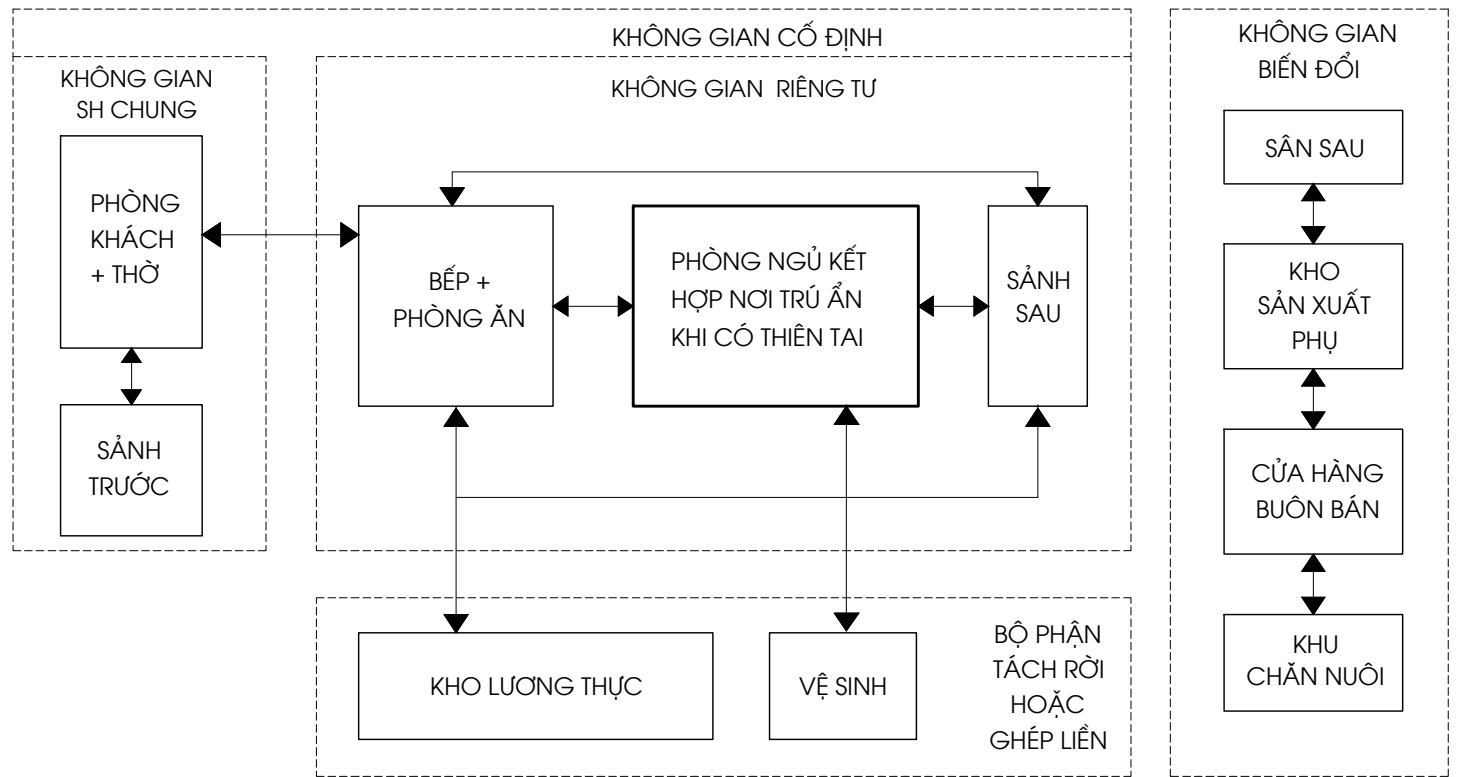 KHÔNG GIAN CỐ ĐỊNH
KHÔNG GIAN
SH CHUNG
PHÒNG
KHÁCH
+ THỜ
SẢNH
TRƯỚC
KHÔNG GIAN RIÊNG TƯ
BẾP +
PHÒNG ĂN
PHÒNG NGỦ KẾT
HỢP NƠI TRÚ ẨN
KHI CÓ THIÊN TAI
SẢNH
SAU
KHO LƯƠNG THỰC
VỆ SINH
BỘ PHẬN
TÁCH RỜI
HOẶC
GHÉP LIỀN
KHÔNG GIAN
BIẾN ĐỔI
SÂN SAU
KHO
SẢN XUẤT
PHỤ
CỬA HÀNG
BUÔN BÁN
KHU
CHĂN NUÔI